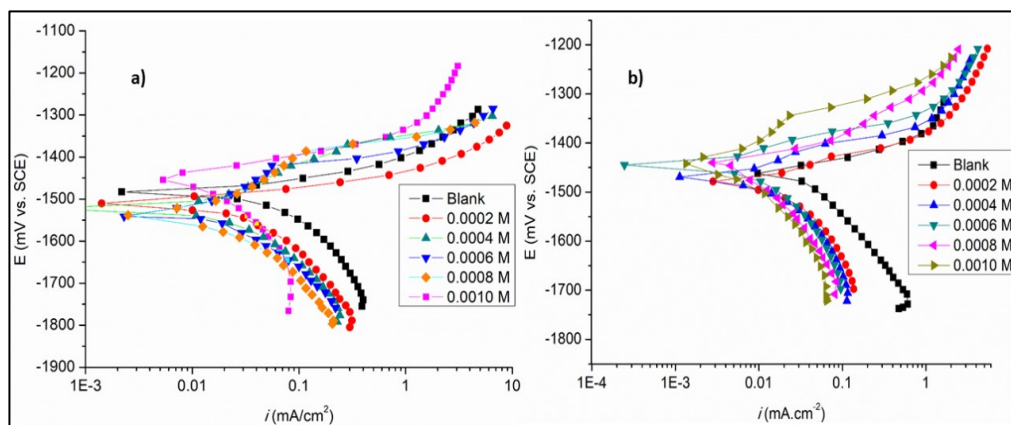 a)
E (mV vs. SCE)
-1100
-1200
-1300
-1400
-1500
-1600
-1700
-1800
-1900
Blank
0.0002 M
0.0004 M
0.0006 M
0.0008 M
0.0010 M
1E-3
0.01
0.1
1
10
i (mA/cm²)
b)
E (mV vs. SCE)
-1200
-1300
-1400
-1500
-1600
-1700
-1800
Blank
0.0002 M
0.0004 M
0.0006 M
0.0008 M
0.0010 M
1E-4
1E-3
0.01
0.1
1
i (mA.cm⁻²)